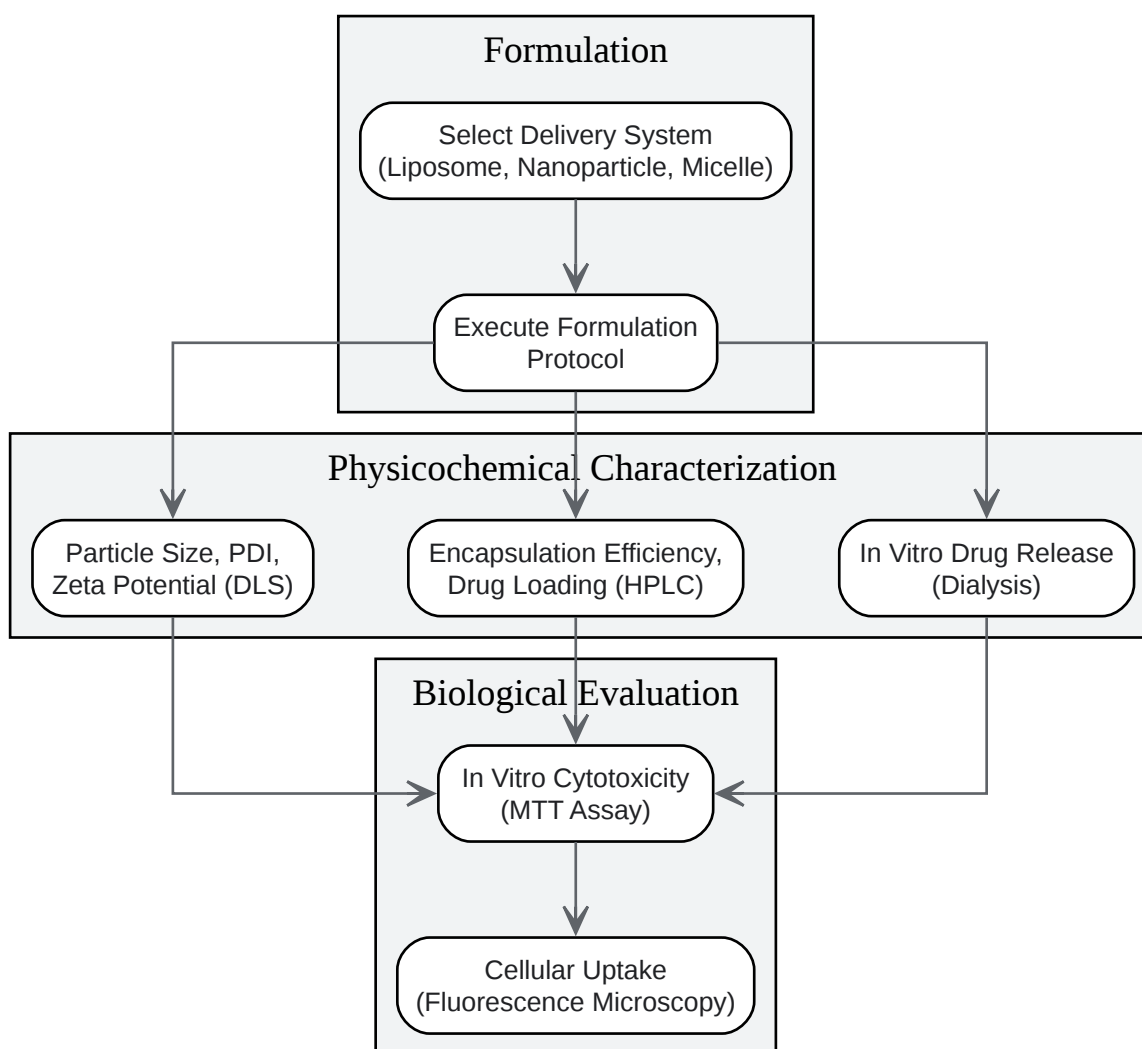 Formulation
Select Delivery System
(Liposome, Nanoparticle, Micelle)
Execute Formulation
Protocol
Physicochemical Characterization
Particle Size, PDI,
Zeta Potential (DLS)
Encapsulation Efficiency,
Drug Loading (HPLC)
In Vitro Drug Release
(Dialysis)
Biological Evaluation
In Vitro Cytotoxicity
(MTT Assay)
Cellular Uptake
(Fluorescence Microscopy)